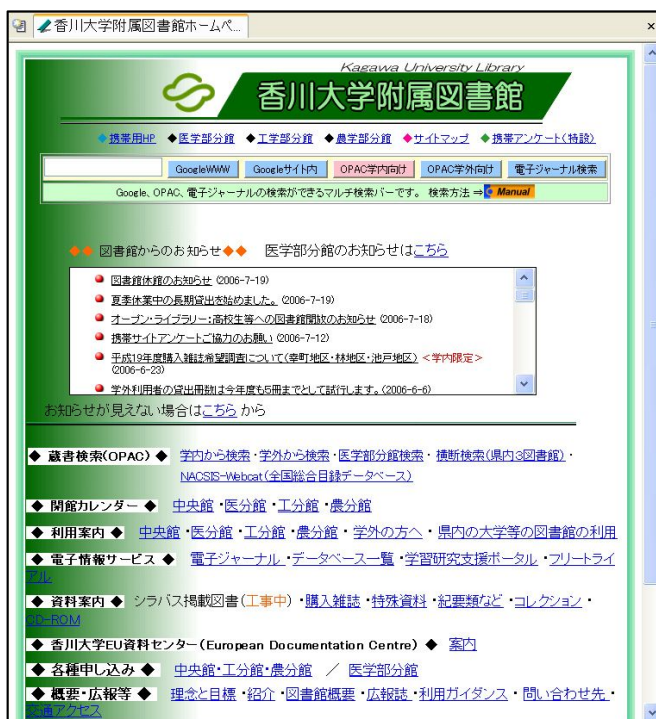 香川大学附属図書館ホームペ...
Kagawa University Library
香川大学附属図書館
◆携帯用HP ◆医学部分館 ◆工学部分館 ◆農学部分館 ◆サイトマップ ◆携帯アンケート(特設)
GoogleWWW Googleサイト内 OPAC学内向け OPAC学外向け 電子ジャーナル検索
Google、OPAC、電子ジャーナルの検索ができるマルチ検索バーです。 検索方法 ⇒ Manual
◆◆ 図書館からのお知らせ◆◆ 医学部分館のお知らせはこちら
図書館休館のお知らせ (2006-7-19)
夏季休業中の長期貸出を始めました。 (2006-7-19)
オープン・ライブラリー:高校生等への図書館開放のお知らせ (2006-7-18)
携帯サイトアンケートご協力のお願い (2006-7-12)
平成19年度購入雑誌希望調査について(幸町地区・林地区・池戸地区) <学内限定>
(2006-6-23)
学外利用者の貸出冊数は今年度も5冊までとして試行します。(2006-6-6)
お知らせが見えない場合はこちら から
◆ 蔵書検索(OPAC) ◆ 学内から検索・学外から検索・医学部分館検索・横断検索(県内3図書館)・
NACSIS-Webcat(全国総合目録データベース)
◆ 開館カレンダー ◆ 中央館・医分館・工分館・農分館
◆ 利用案内 ◆ 中央館・医分館・工分館・農分館・学外の方へ・県内の大学等の図書館の利用
◆ 電子情報サービス ◆ 電子ジャーナル・データベース一覧・学習研究支援ポータル・フリートライ
アル
◆ 資料案内 ◆ シラバス掲載図書(工事中)・購入雑誌・特殊資料・紀要類など・コレクション・
CD-ROM
◆ 香川大学EU資料センター(European Documentation Centre) ◆ 案内
◆ 各種申し込み ◆ 中央館・工分館・農分館 / 医学部分館
◆ 概要・広報等 ◆ 理念と目標・紹介・図書館概要・広報誌・利用ガイダンス・問い合わせ先・
交通アクセス